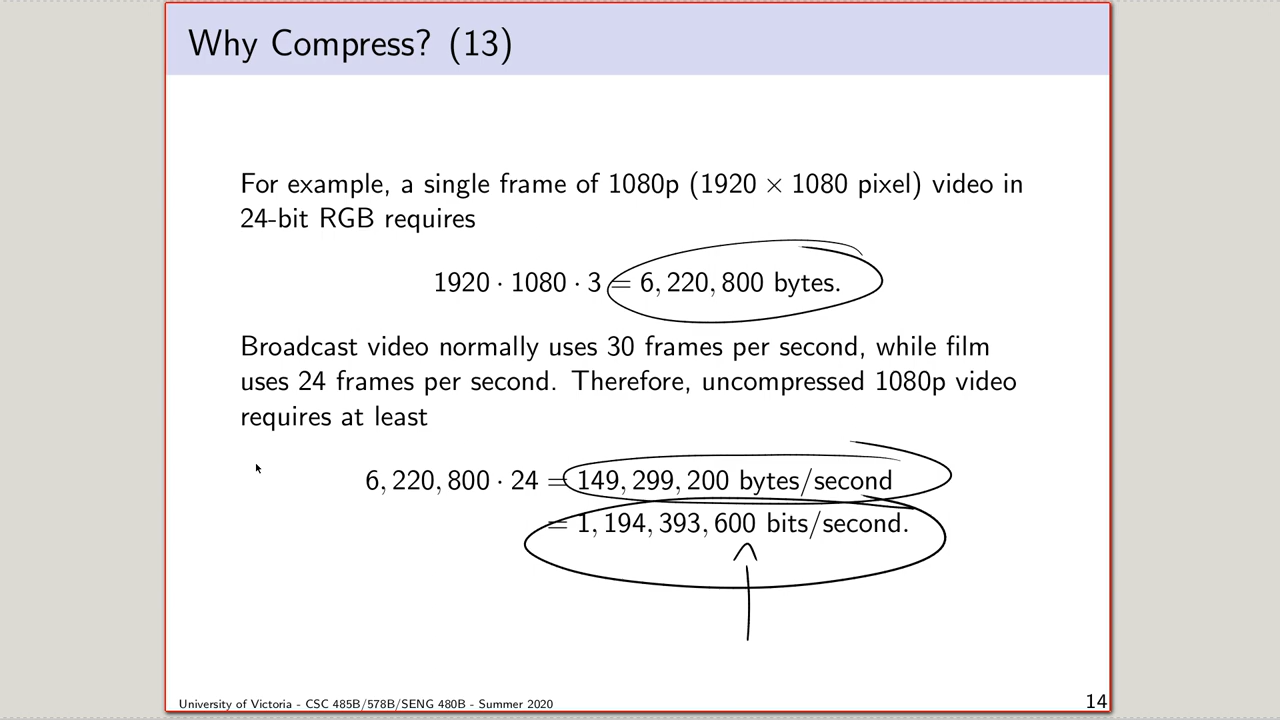 Why Compress? (13)
For example, a single frame of 1080p (1920 × 1080 pixel) video in
24-bit RGB requires
1920 · 1080 · 3 = 6, 220, 800 bytes.
Broadcast video normally uses 30 frames per second, while film
uses 24 frames per second. Therefore, uncompressed 1080p video
requires at least
6, 220, 800 · 24 = 149, 299, 200 bytes/second
= 1, 194, 393, 600 bits/second.
University of Victoria - CSC 485B/578B/SENG 480B - Summer 2020
14